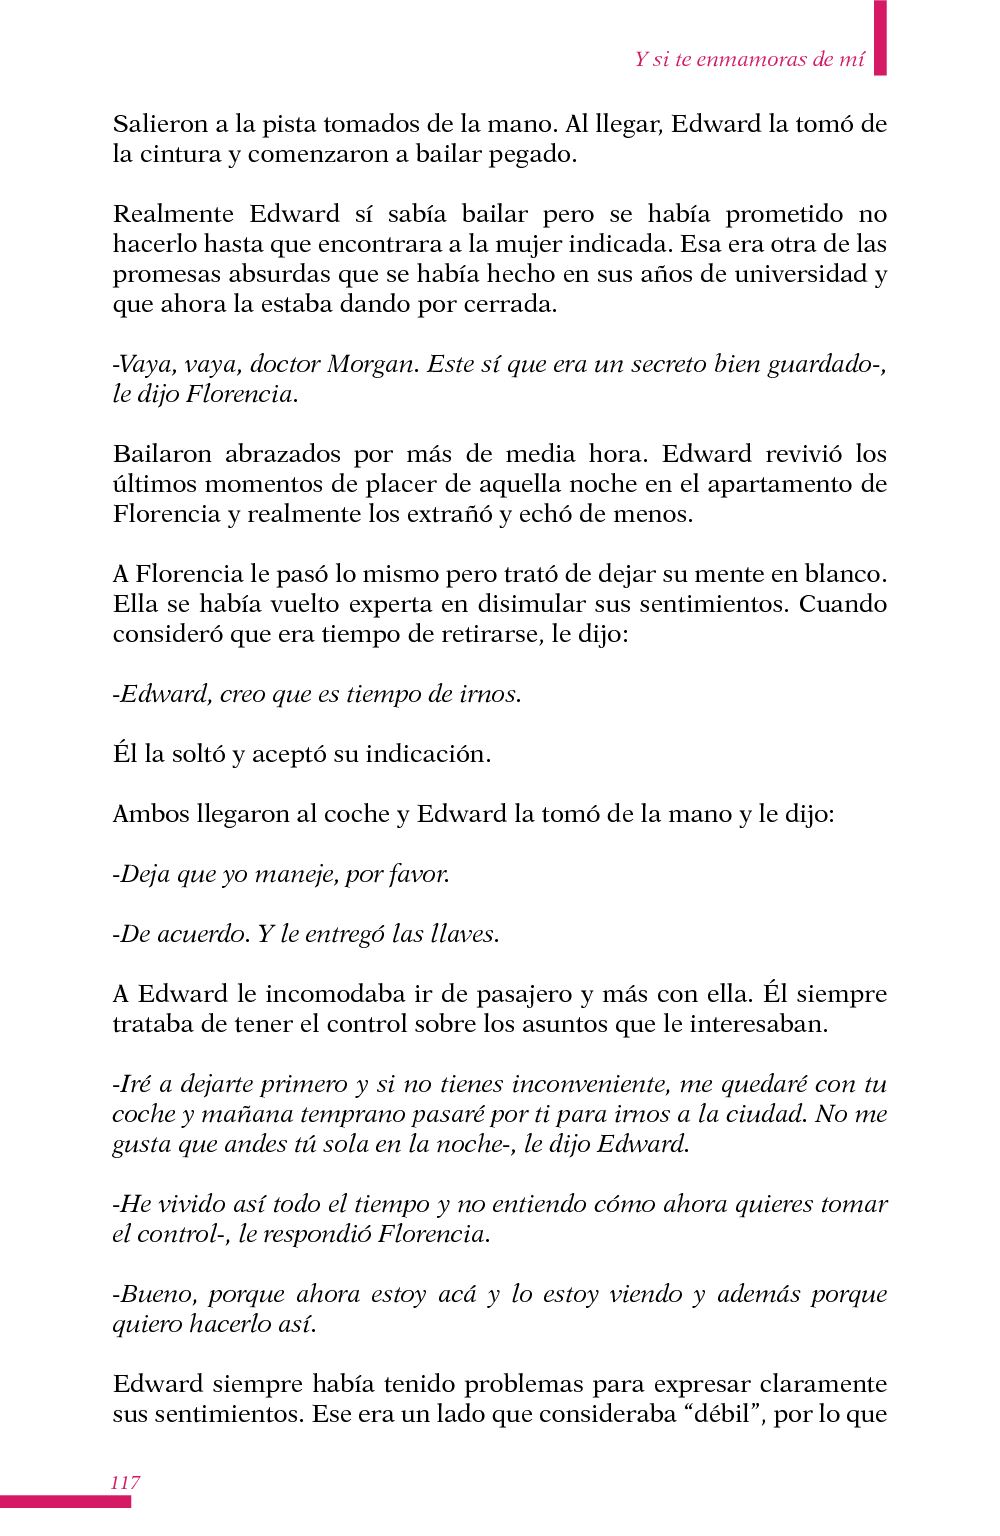 Y si te enmamoras de mí
Salieron a la pista tomados de la mano. Al llegar, Edward la tomó de
la cintura y comenzaron a bailar pegado.
Realmente Edward sí sabía bailar pero se había prometido no
hacerlo hasta que encontrara a la mujer indicada. Esa era otra de las
promesas absurdas que se había hecho en sus años de universidad y
que ahora la estaba dando por cerrada.
-Vaya, vaya, doctor Morgan. Este sí que era un secreto bien guardado-,
le dijo Florencia.
Bailaron abrazados por más de media hora. Edward revivió los
últimos momentos de placer de aquella noche en el apartamento de
Florencia y realmente los extrañó y echó de menos.
A Florencia le pasó lo mismo pero trató de dejar su mente en blanco.
Ella se había vuelto experta en disimular sus sentimientos. Cuando
consideró que era tiempo de retirarse, le dijo:
-Edward, creo que es tiempo de irnos.
Él la soltó y aceptó su indicación.
Ambos llegaron al coche y Edward la tomó de la mano y le dijo:
-Deja que yo maneje, por favor.
-De acuerdo. Y le entregó las llaves.
A Edward le incomodaba ir de pasajero y más con ella. Él siempre
trataba de tener el control sobre los asuntos que le interesaban.
-Iré a dejarte primero y si no tienes inconveniente, me quedaré con tu
coche y mañana temprano pasaré por ti para irnos a la ciudad. No me
gusta que andes tú sola en la noche-, le dijo Edward.
-He vivido así todo el tiempo y no entiendo cómo ahora quieres tomar
el control-, le respondió Florencia.
-Bueno, porque ahora estoy acá y lo estoy viendo y además porque
quiero hacerlo así.
Edward siempre había tenido problemas para expresar claramente
sus sentimientos. Ese era un lado que consideraba “débil”, por lo que
117